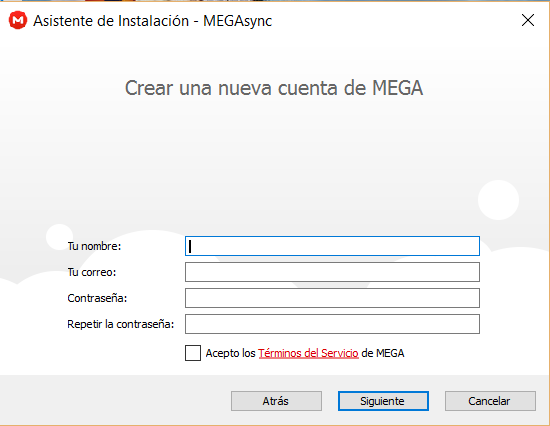 Asistente de Instalación - MEGAsync
Crear una nueva cuenta de MEGA
Tu nombre:
Tu correo:
Contraseña:
Repetir la contraseña:
Acepto los Términos del Servicio de MEGA
Atrás
Siguiente
Cancelar